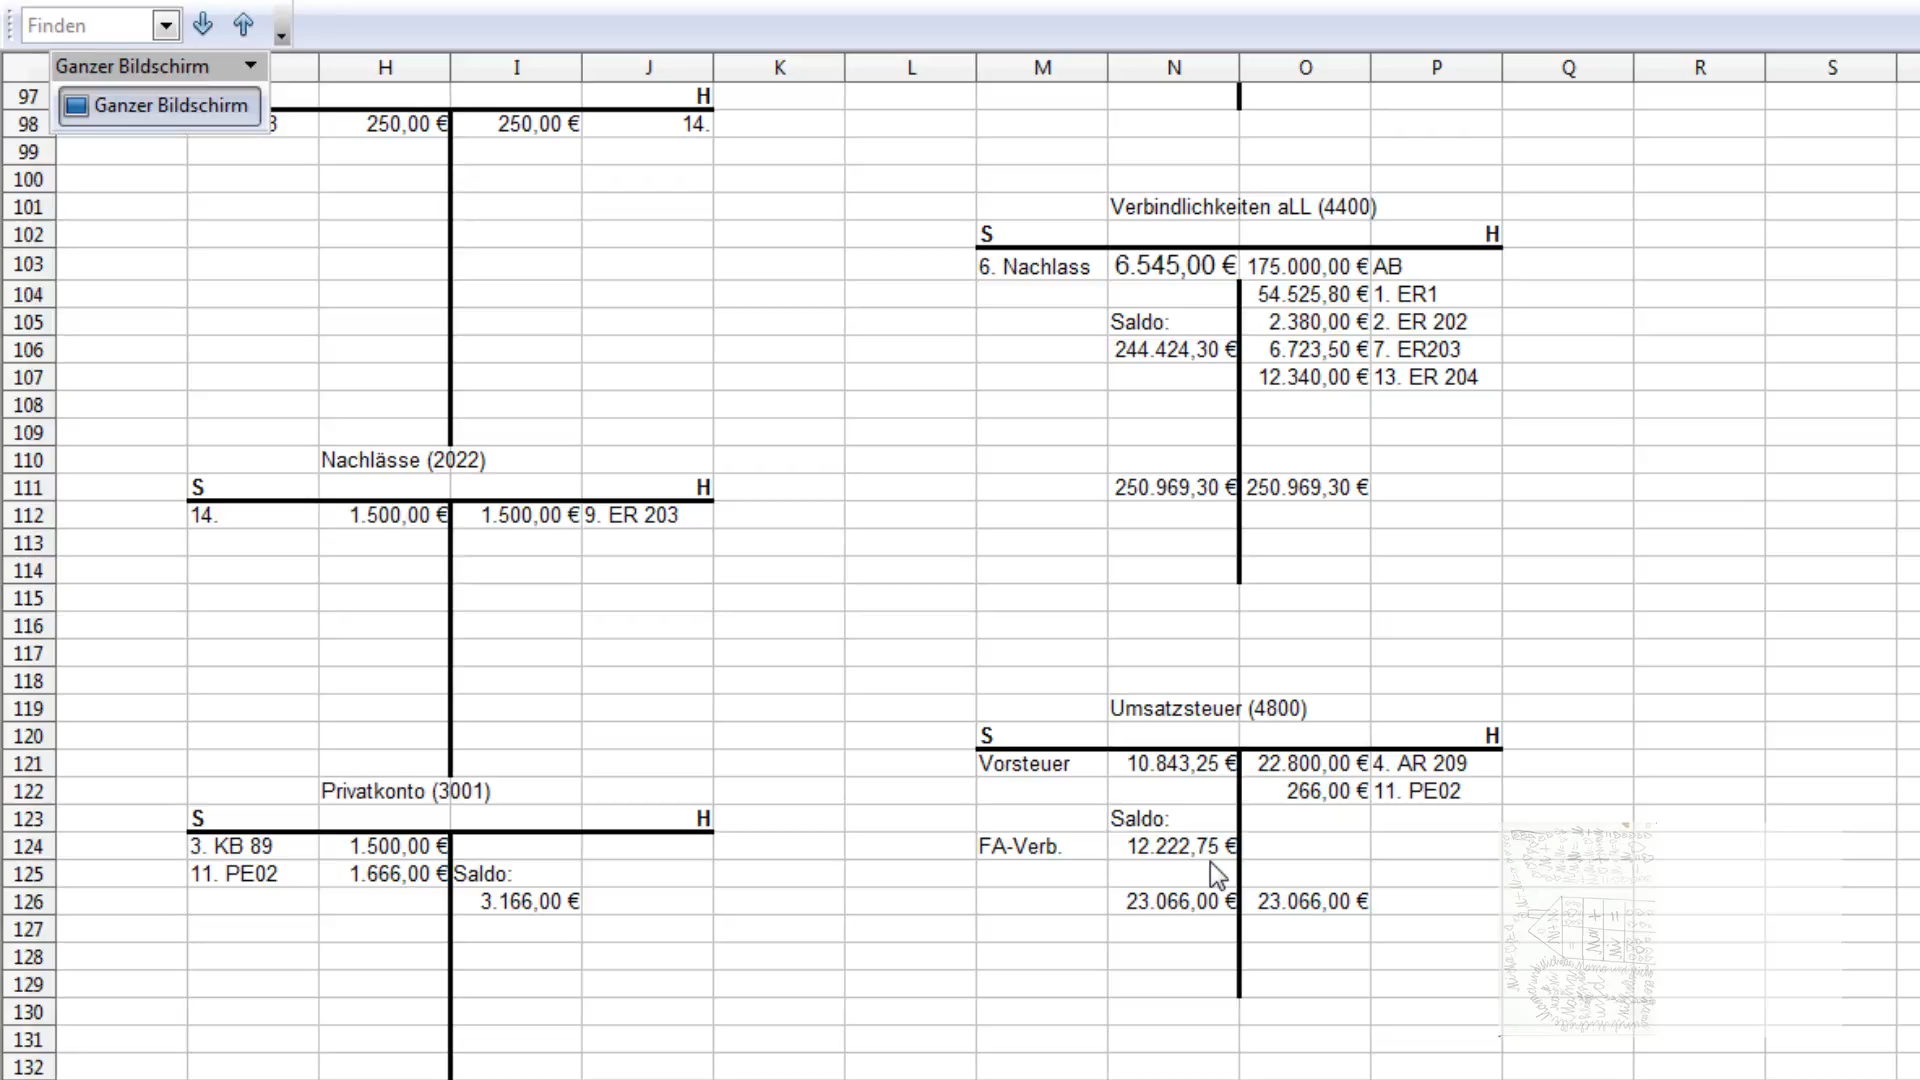 Finden
Ganzer Bildschirm
Ganzer Bildschirm
H I J K L M N O P Q R S
97 H
98 250,00 € 250,00 € 14.
99
100
101 Verbindlichkeiten aLL (4400)
102 S H
103 6. Nachlass 6.545,00 € 175.000,00 € AB
104 54.525,80 € 1. ER1
105 Saldo: 2.380,00 € 2. ER 202
106 244.424,30 € 6.723,50 € 7. ER203
107 12.340,00 € 13. ER 204
108
109
110 Nachlässe (2022)
111 S H 250.969,30 € 250.969,30 €
112 14. 1.500,00 € 1.500,00 € 9. ER 203
113
114
115
116
117
118
119 Umsatzsteuer (4800)
120 S H
121 Vorsteuer 10.843,25 € 22.800,00 € 4. AR 209
122 Privatkonto (3001) 266,00 € 11. PE02
123 S H Saldo:
124 3. KB 89 1.500,00 € FA-Verb. 12.222,75 €
125 11. PE02 1.666,00 € Saldo:
126 3.166,00 € 23.066,00 € 23.066,00 €
127
128
129
130
131
132